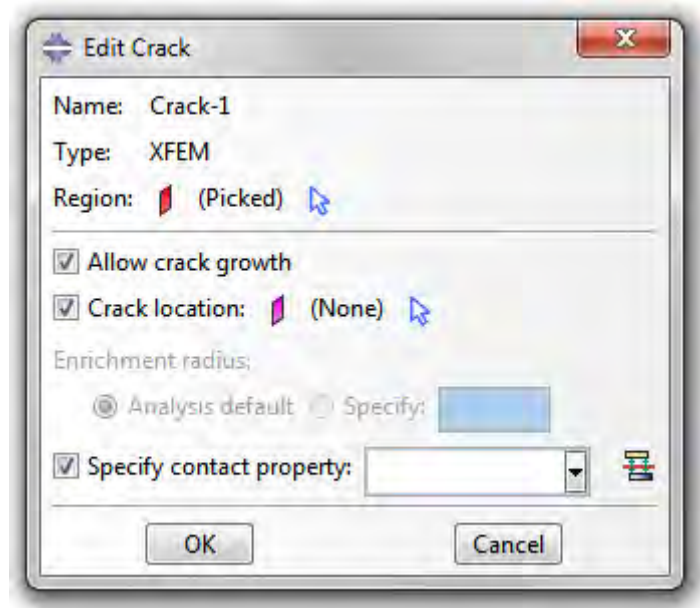 Edit Crack
Name: Crack-1
Type: XFEM
Region: (Picked)
Allow crack growth
Crack location: (None)
Enrichment radius:
Analysis default Specify:
Specify contact property:
OK Cancel